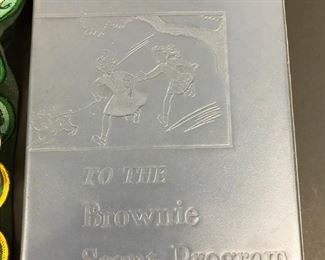 TO THE
Brownie
Scout Program